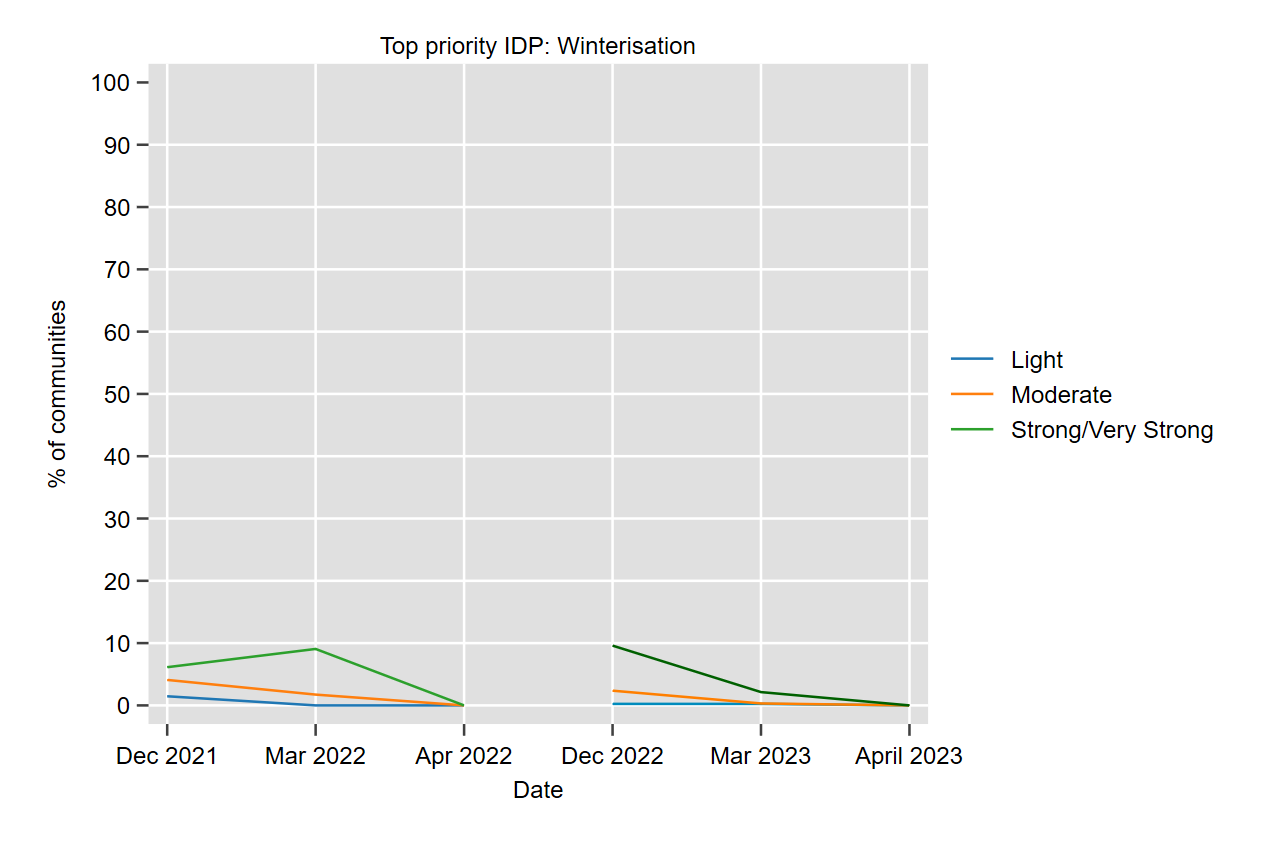 Top priority IDP: Winterisation
100
90
80
70
60
50
40
30
20
10
0
% of communities
Dec 2021 Mar 2022 Apr 2022 Dec 2022 Mar 2023 April 2023
Date
Light
Moderate
Strong/Very Strong